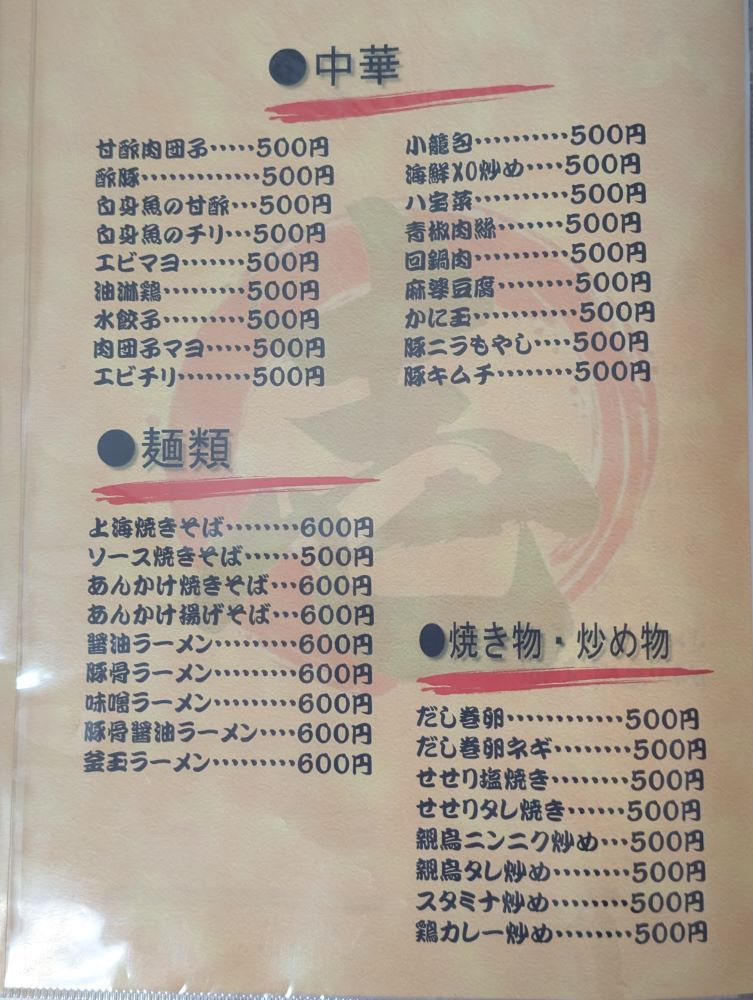 ●中華
甘酢肉団子·····500円
酢豚·············500円
白身魚の甘酢···500円
白身魚のチリ···500円
エビマヨ·······500円
油淋鶏·········500円
水餃子·········500円
肉団子マヨ·····500円
エビチリ········500円
小籠包··········500円
海鮮XO炒め····500円
八宝菜·········500円
青椒肉絲·······500円
回鍋肉··········500円
麻婆豆腐········500円
かに玉···········500円
豚ニラもやし····500円
豚キムチ········500円
●麺類
上海焼きそば········600円
ソース焼きそば······500円
あんかけ焼きそば···600円
あんかけ揚げそば···600円
醤油ラーメン·········600円
豚骨ラーメン·········600円
味噌ラーメン·········600円
豚骨醤油ラーメン····600円
釜玉ラーメン·········600円
●焼き物・炒め物
だし巻卵············500円
だし巻卵ネギ········500円
せせり塩焼き········500円
せせりタレ焼き······500円
親鳥ニンニク炒め···500円
親鳥タレ炒め········500円
スタミナ炒め········500円
鶏カレー炒め········500円